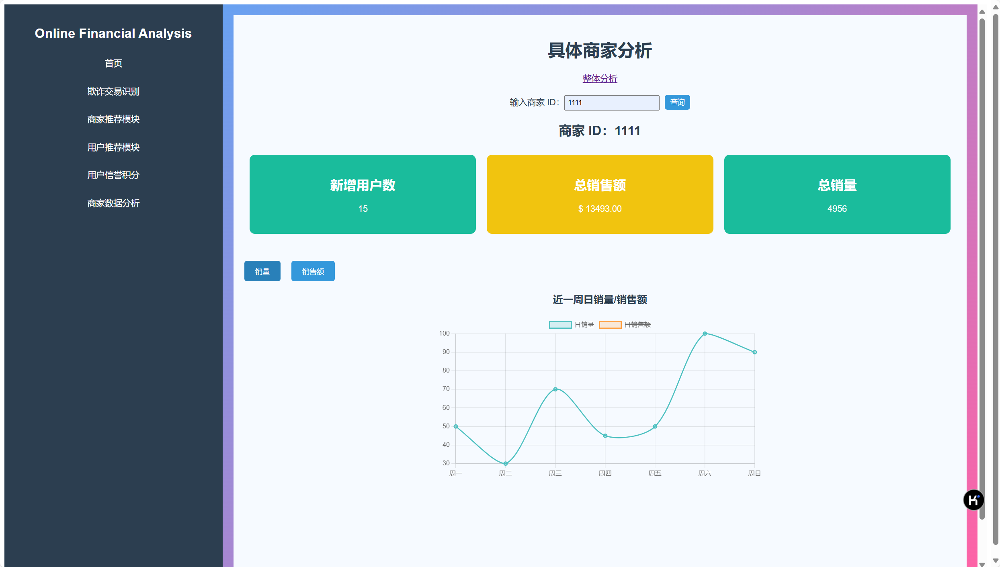 Online Financial Analysis
首页
欺诈交易识别
商家推荐模块
用户推荐模块
用户信誉积分
商家数据分析
具体商家分析
整体分析
输入商家 ID： 1111 查询
商家 ID：1111
新增用户数
15
总销售额
$ 13493.00
总销量
4956
销量 销售额
近一周日销量/销售额
日销量 日销售额
100
90
80
70
60
50
40
30
周一 周二 周三 周四 周五 周六 周日
K